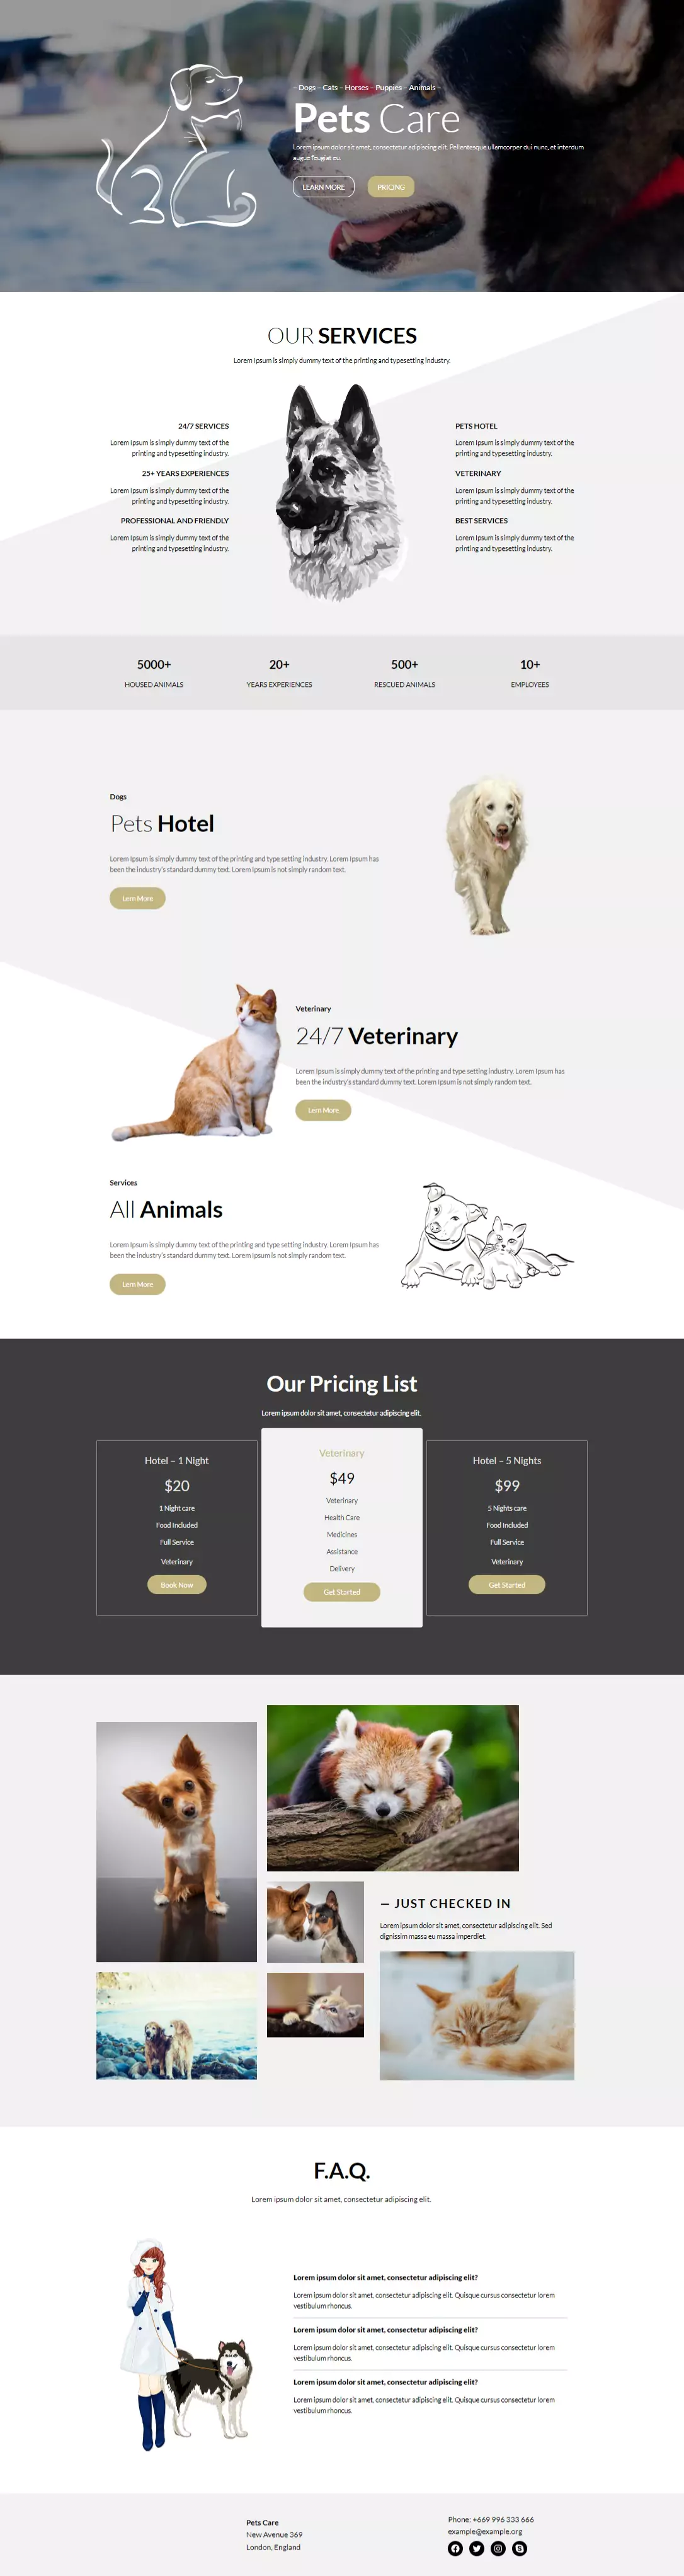 – Dogs – Cats – Horses – Puppies – Animals –
Pets Care
Lorem ipsum dolor sit amet, consectetur adipiscing elit. Pellentesque ullamcorper dui nunc, et interdum
augue feugiat eu.
LEARN MORE
PRICING
OUR SERVICES
Lorem Ipsum is simply dummy text of the printing and typesetting industry.
24/7 SERVICES
Lorem Ipsum is simply dummy text of the
printing and typesetting industry.
25+ YEARS EXPERIENCES
Lorem Ipsum is simply dummy text of the
printing and typesetting industry.
PROFESSIONAL AND FRIENDLY
Lorem Ipsum is simply dummy text of the
printing and typesetting industry.
PETS HOTEL
Lorem Ipsum is simply dummy text of the
printing and typesetting industry.
VETERINARY
Lorem Ipsum is simply dummy text of the
printing and typesetting industry.
BEST SERVICES
Lorem Ipsum is simply dummy text of the
printing and typesetting industry.
5000+
HOUSED ANIMALS
20+
YEARS EXPERIENCES
500+
RESCUED ANIMALS
10+
EMPLOYEES
Dogs
Pets Hotel
Lorem Ipsum is simply dummy text of the printing and type setting industry. Lorem Ipsum has
been the industry's standard dummy text. Lorem Ipsum is not simply random text.
Lern More
Veterinary
24/7 Veterinary
Lorem Ipsum is simply dummy text of the printing and type setting industry. Lorem Ipsum has
been the industry's standard dummy text. Lorem Ipsum is not simply random text.
Lern More
Services
All Animals
Lorem Ipsum is simply dummy text of the printing and type setting industry. Lorem Ipsum has
been the industry's standard dummy text. Lorem Ipsum is not simply random text.
Lern More
Our Pricing List
Lorem ipsum dolor sit amet, consectetur adipiscing elit.
Hotel – 1 Night
$20
1 Night care
Food Included
Full Service
Veterinary
Book Now
Veterinary
$49
Veterinary
Health Care
Medicines
Assistance
Delivery
Get Started
Hotel – 5 Nights
$99
5 Nights care
Food Included
Full Service
Veterinary
Get Started
— JUST CHECKED IN
Lorem ipsum dolor sit amet, consectetur adipiscing elit. Sed
dignissim massa eu massa imperdiet.
F.A.Q.
Lorem ipsum dolor sit amet, consectetur adipiscing elit.
Lorem ipsum dolor sit amet, consectetur adipiscing elit?
Lorem ipsum dolor sit amet, consectetur adipiscing elit. Quisque cursus consectetur lorem
vestibulum rhoncus.
Lorem ipsum dolor sit amet, consectetur adipiscing elit?
Lorem ipsum dolor sit amet, consectetur adipiscing elit. Quisque cursus consectetur lorem
vestibulum rhoncus.
Lorem ipsum dolor sit amet, consectetur adipiscing elit?
Lorem ipsum dolor sit amet, consectetur adipiscing elit. Quisque cursus consectetur lorem
vestibulum rhoncus.
Pets Care
New Avenue 369
London, England
Phone: +669 996 333 666
example@example.org